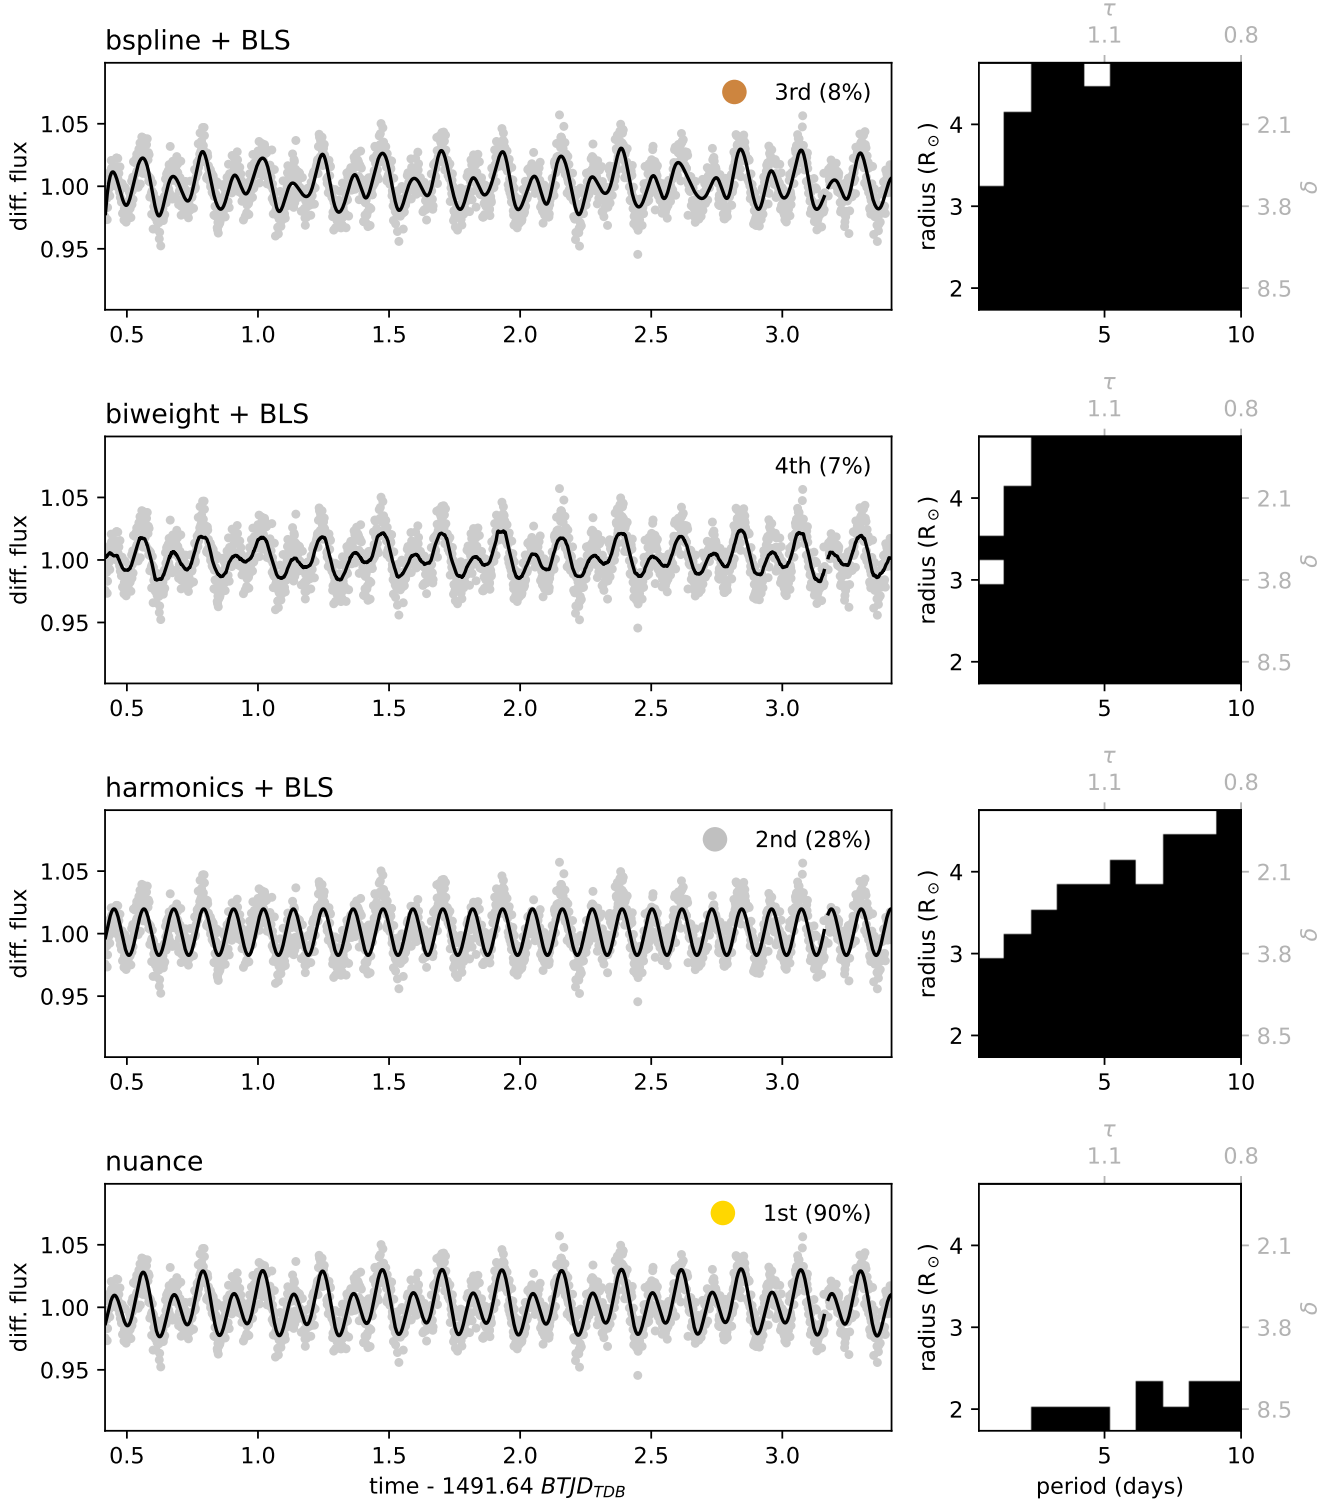 τ
bspline + BLS
1.1 0.8
3rd (8%)
1.05
1.00
0.95
diff. flux
0.5 1.0 1.5 2.0 2.5 3.0
4
3
2
radius (R⊙)
2.1
3.8
8.5
δ
5 10
τ
biweight + BLS
1.1 0.8
4th (7%)
1.05
1.00
0.95
diff. flux
0.5 1.0 1.5 2.0 2.5 3.0
4
3
2
radius (R⊙)
2.1
3.8
8.5
δ
5 10
τ
harmonics + BLS
1.1 0.8
2nd (28%)
1.05
1.00
0.95
diff. flux
0.5 1.0 1.5 2.0 2.5 3.0
4
3
2
radius (R⊙)
2.1
3.8
8.5
δ
5 10
τ
nuance
1.1 0.8
1st (90%)
1.05
1.00
0.95
diff. flux
0.5 1.0 1.5 2.0 2.5 3.0
time - 1491.64 BTJD_TDB
4
3
2
radius (R⊙)
2.1
3.8
8.5
δ
5 10
period (days)